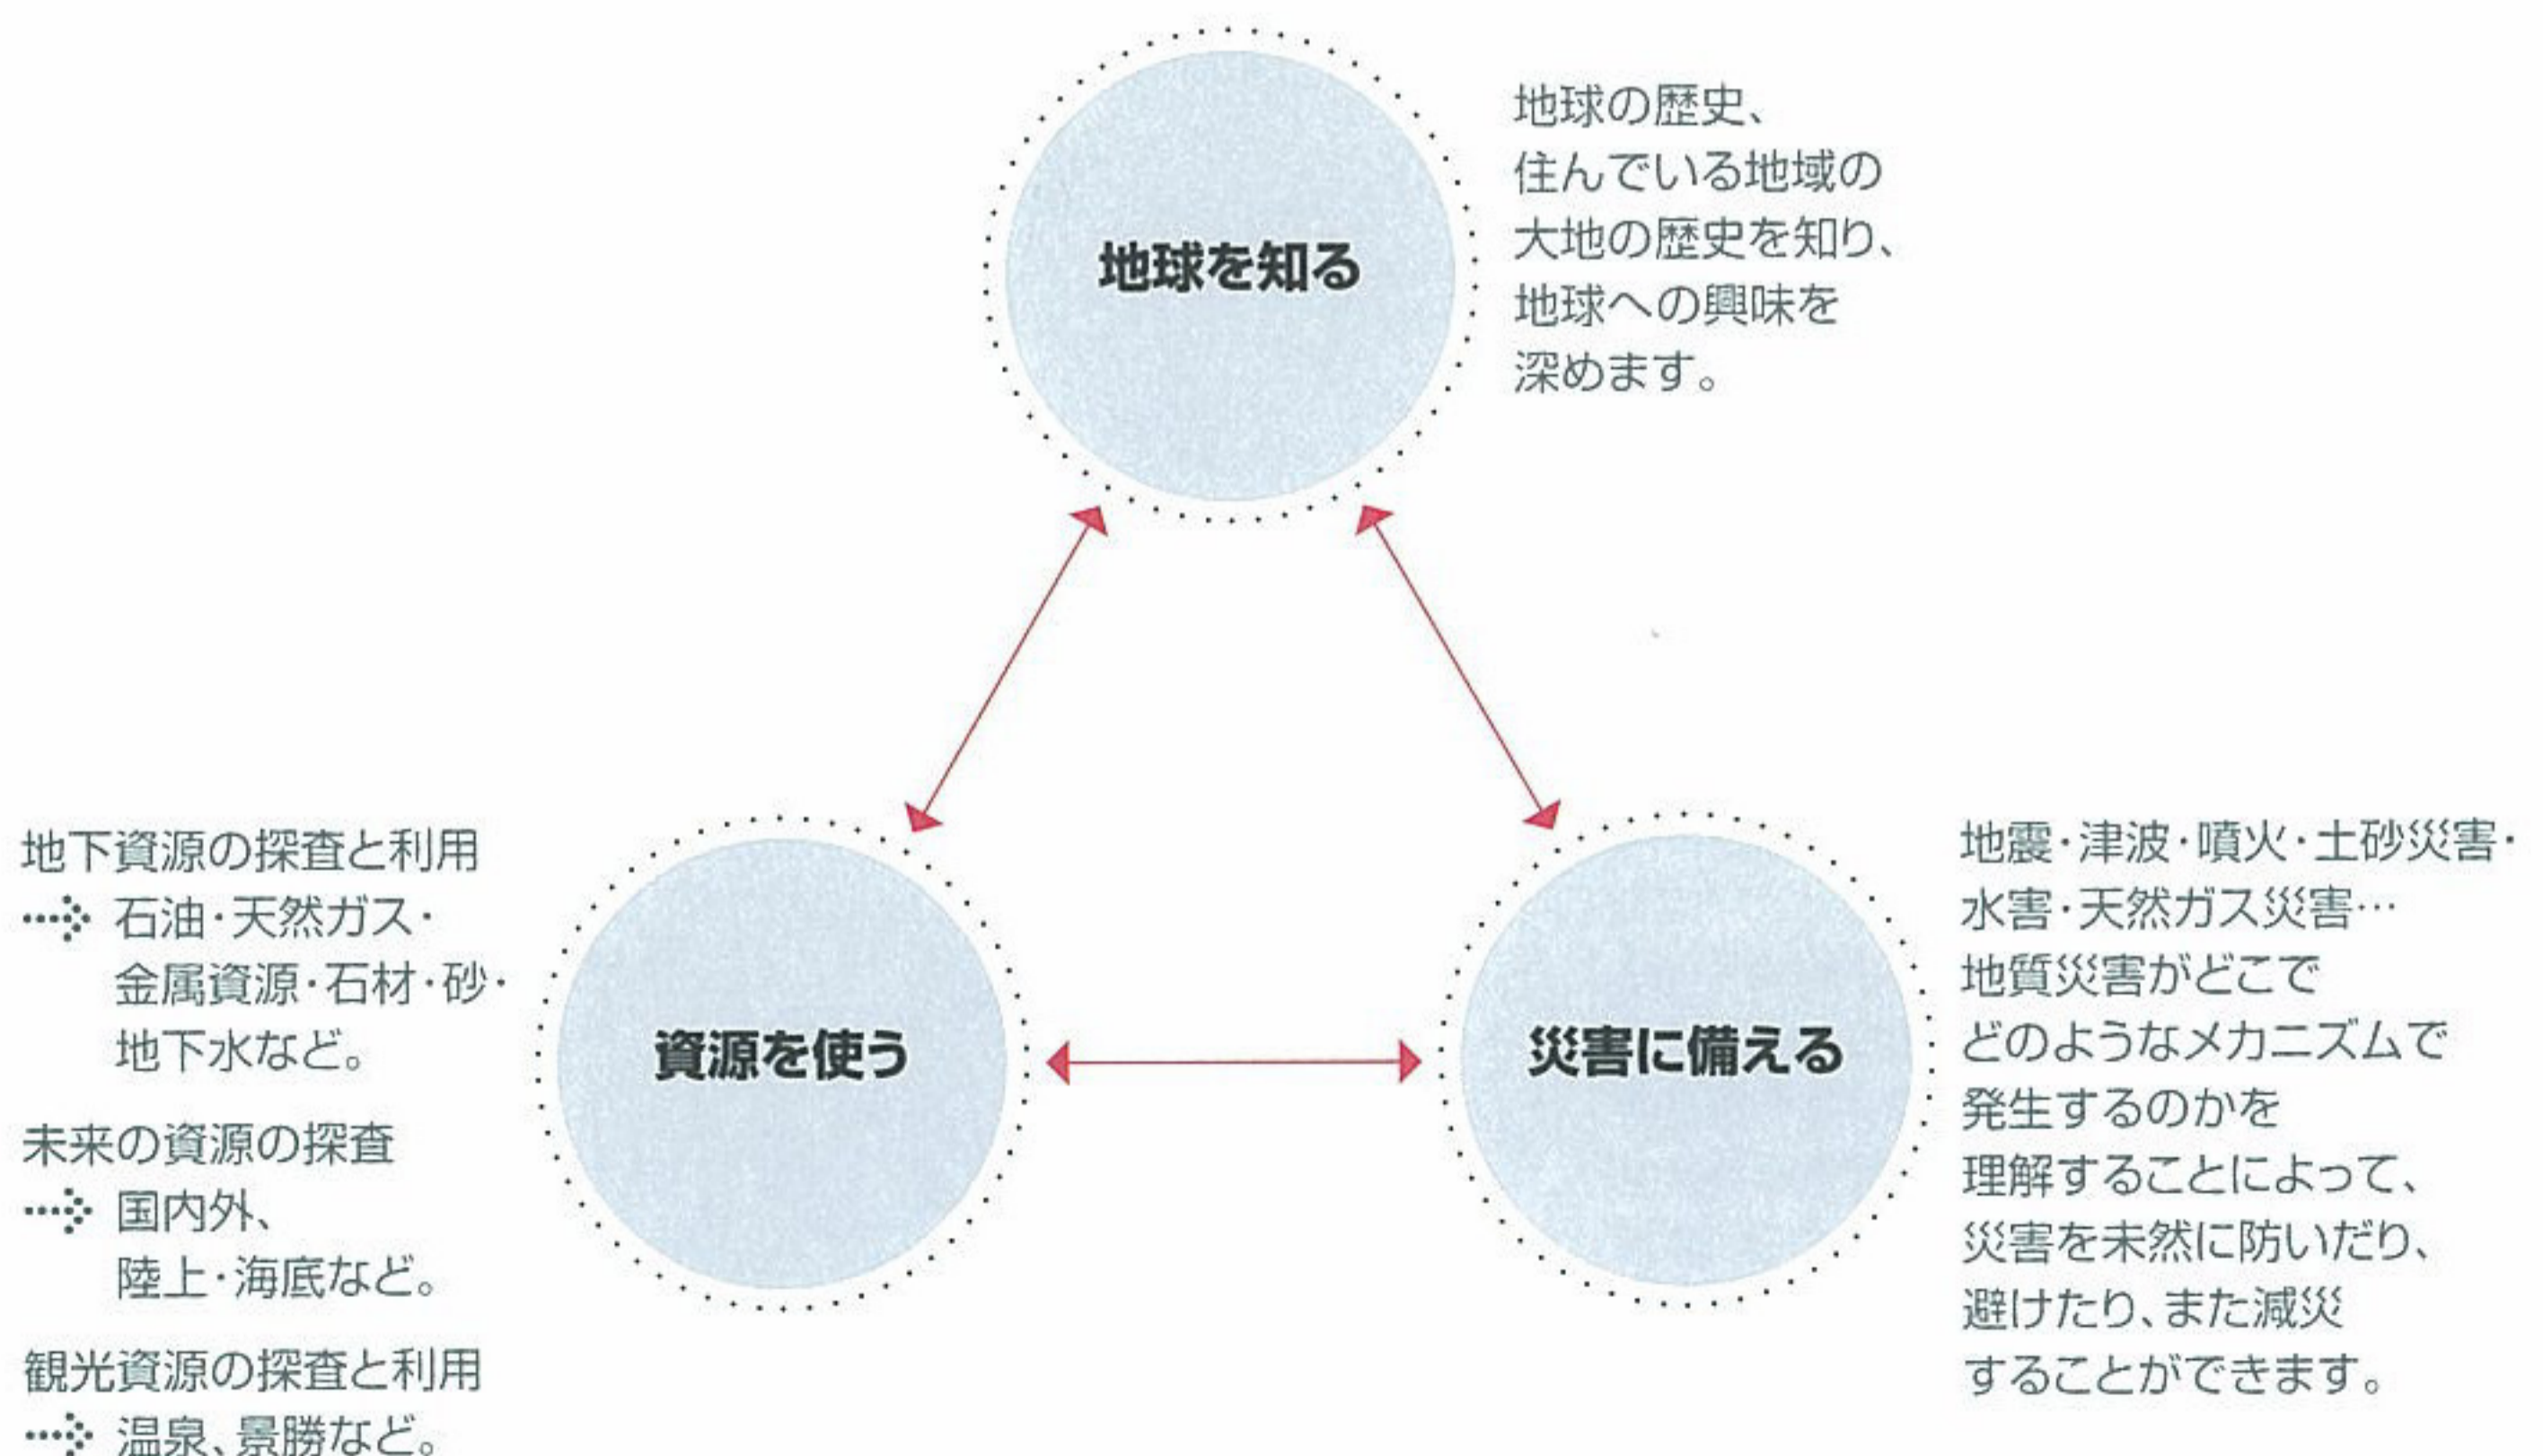 地球を知る
地球の歴史、
住んでいる地域の
大地の歴史を知り、
地球への興味を
深めます。
資源を使う
地下資源の探査と利用
石油・天然ガス・
金属資源・石材・砂・
地下水など。
未来の資源の探査
国内外、
陸上・海底など。
観光資源の探査と利用
温泉、景勝など。
災害に備える
地震・津波・噴火・土砂災害・
水害・天然ガス災害…
地質災害がどこで
どのようなメカニズムで
発生するのかを
理解することによって、
災害を未然に防いだり、
避けたり、また減災
することができます。